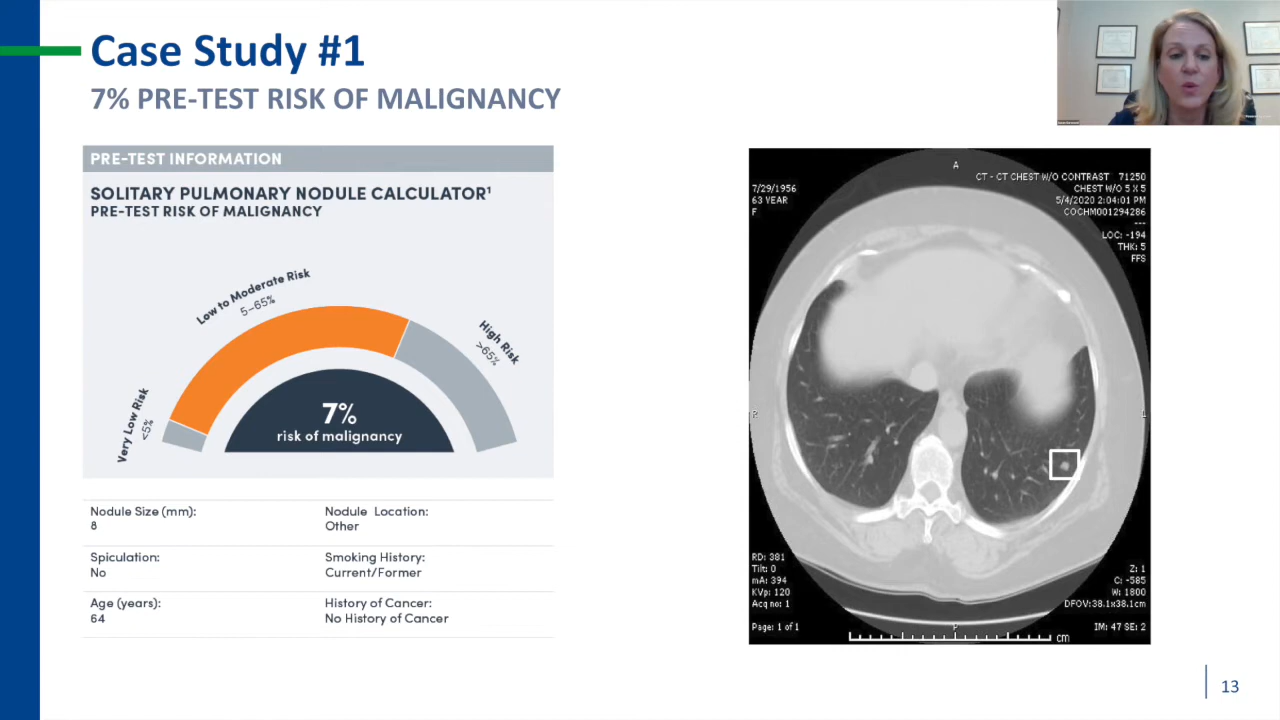 Case Study #1
7% PRE-TEST RISK OF MALIGNANCY
PRE-TEST INFORMATION
SOLITARY PULMONARY NODULE CALCULATOR¹
PRE-TEST RISK OF MALIGNANCY
Very Low Risk
<5%
Low to Moderate Risk
5–65%
High Risk
>65%
7%
risk of malignancy
Nodule Size (mm):
8
Nodule Location:
Other
Spiculation:
No
Smoking History:
Current/Former
Age (years):
64
History of Cancer:
No History of Cancer
A
7/29/1956
63 YEAR
F
CT - CT CHEST W/O CONTRAST 71250
CHEST W/O 5 X 5
5/4/2020 2:04:01 PM
COCHM001294286
---
LOC: -194
THK: 5
FFS
R
L
RD: 381
Tilt: 0
mA: 394
KVp: 120
Acq no: 1
Page: 1 of 1
P
cm
Z: 1
C: -585
W: 1800
DFOV:38.1x38.1cm
IM: 47 SE: 2
13